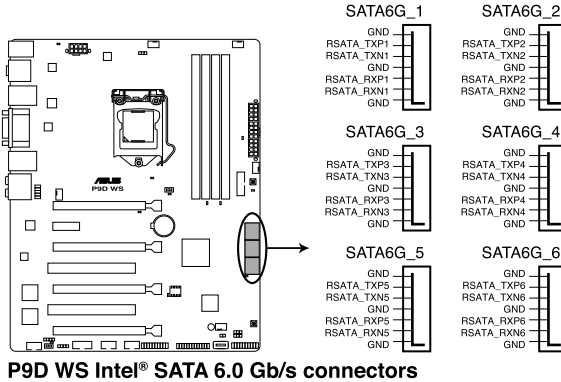 SATA6G_1
GND
RSATA_TXP1
RSATA_TXN1
GND
RSATA_RXP1
RSATA_RXN1
GND
SATA6G_2
GND
RSATA_TXP2
RSATA_TXN2
GND
RSATA_RXP2
RSATA_RXN2
GND
SATA6G_3
GND
RSATA_TXP3
RSATA_TXN3
GND
RSATA_RXP3
RSATA_RXN3
GND
SATA6G_4
GND
RSATA_TXP4
RSATA_TXN4
GND
RSATA_RXP4
RSATA_RXN4
GND
SATA6G_5
GND
RSATA_TXP5
RSATA_TXN5
GND
RSATA_RXP5
RSATA_RXN5
GND
SATA6G_6
GND
RSATA_TXP6
RSATA_TXN6
GND
RSATA_RXP6
RSATA_RXN6
GND
ASUS
P9D WS
P9D WS Intel® SATA 6.0 Gb/s connectors